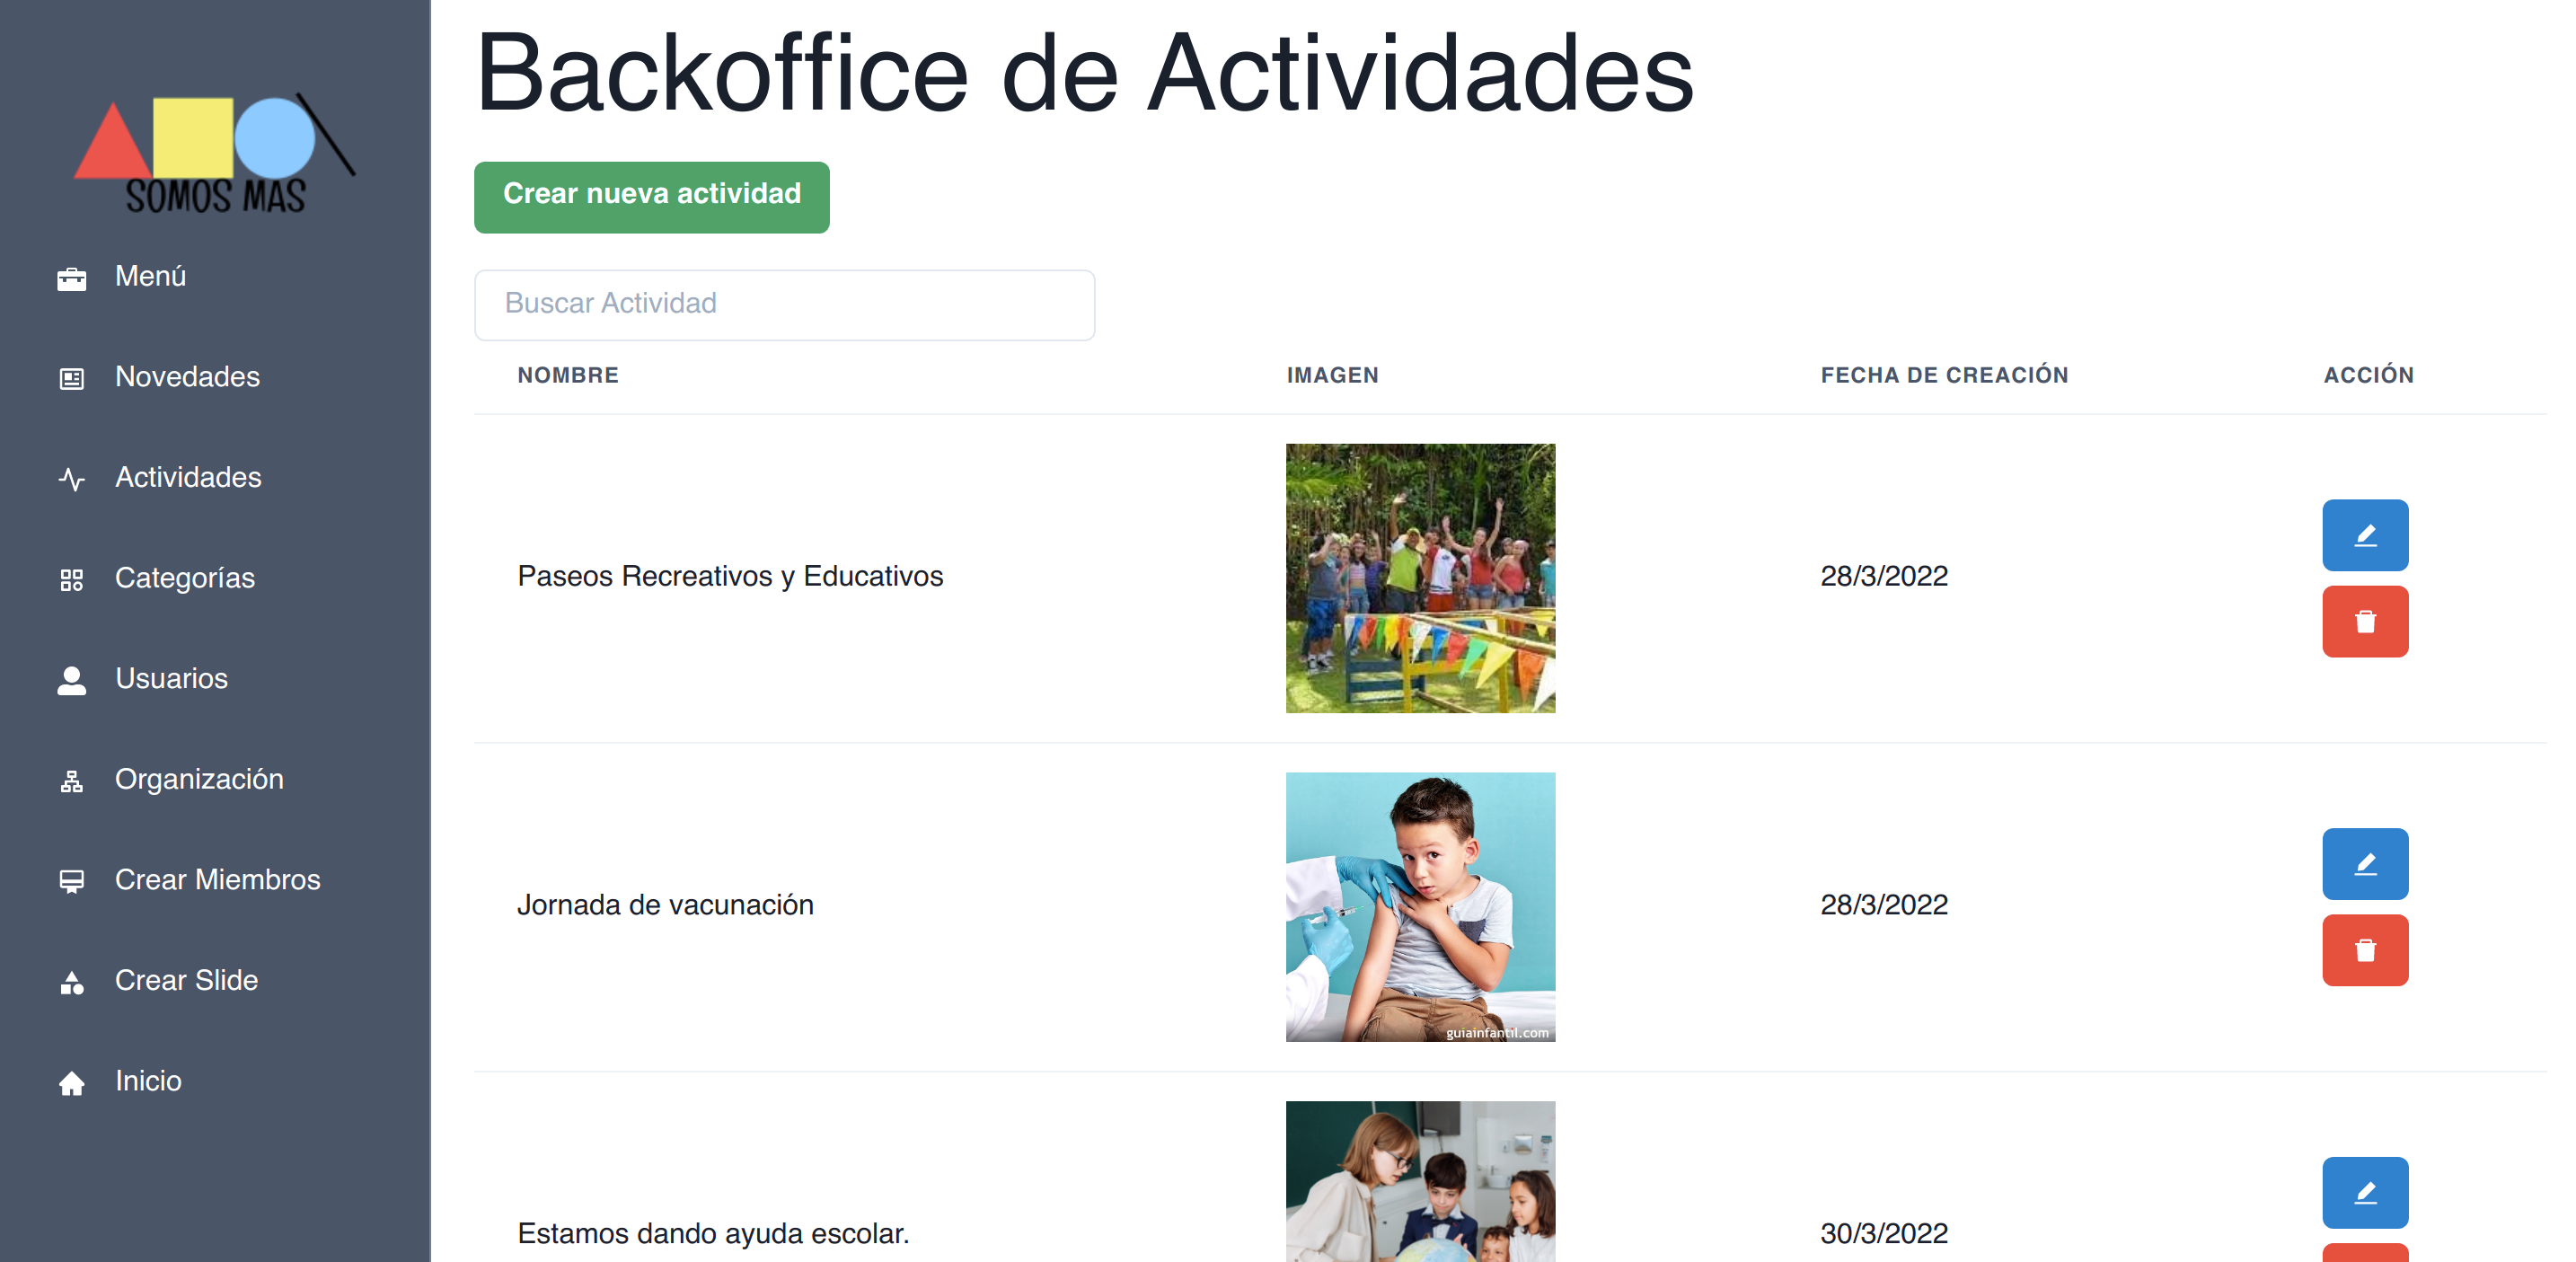 SOMOS MAS
Menú
Novedades
Actividades
Categorías
Usuarios
Organización
Crear Miembros
Crear Slide
Inicio
Backoffice de Actividades
Crear nueva actividad
Buscar Actividad
NOMBRE IMAGEN FECHA DE CREACIÓN ACCIÓN
Paseos Recreativos y Educativos 28/3/2022
Jornada de vacunación 28/3/2022
guiainfantil.com
Estamos dando ayuda escolar. 30/3/2022